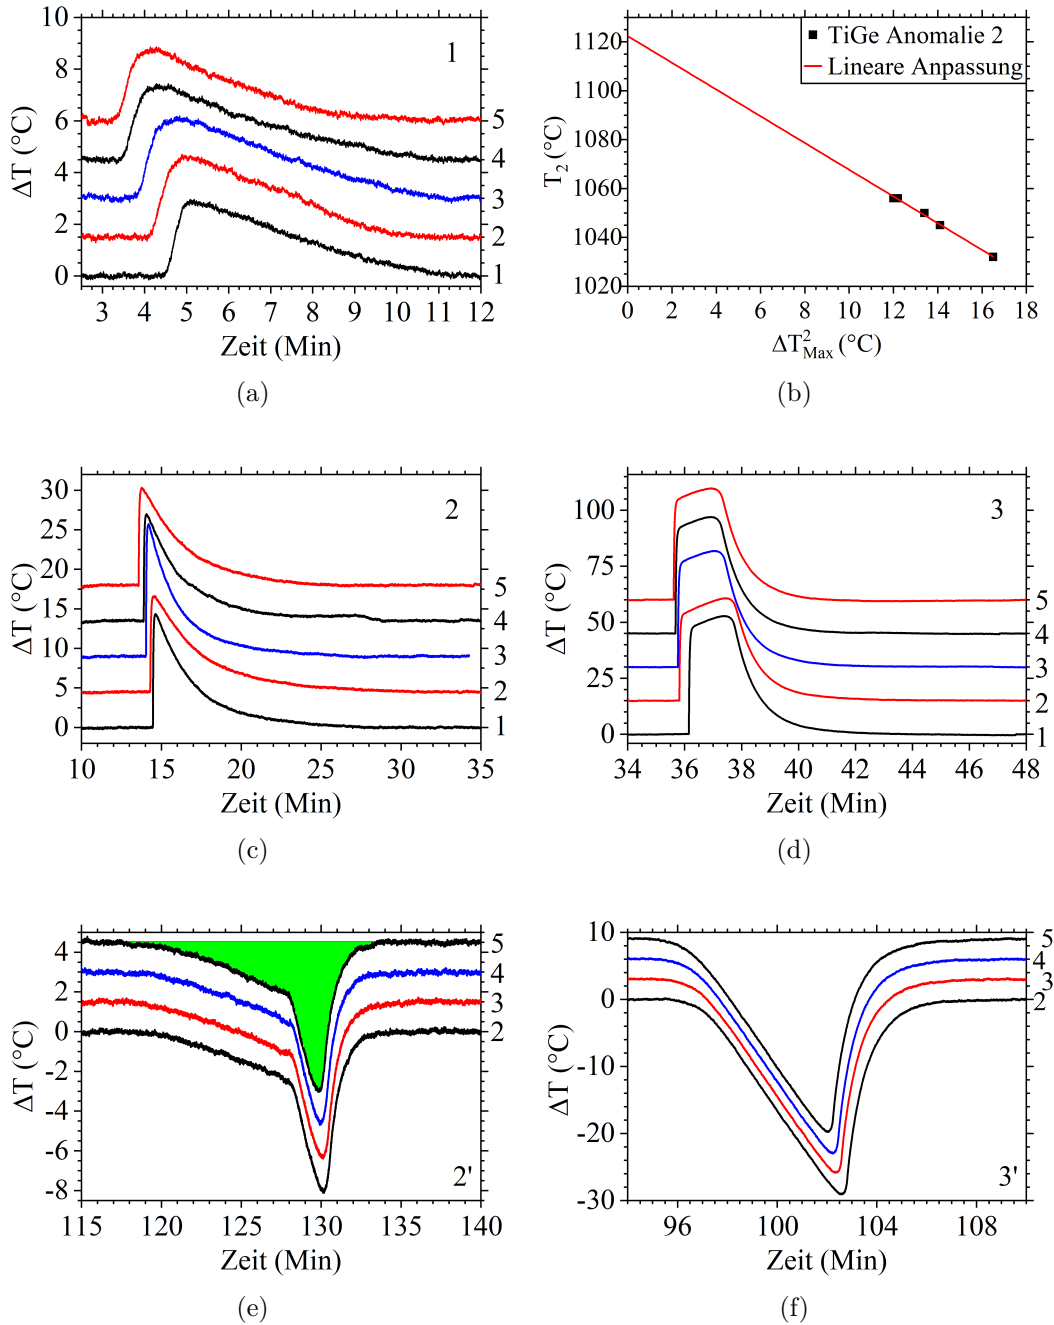 10
8
6
4
2
0
ΔT (°C)
1
5
4
3
2
1
3 4 5 6 7 8 9 10 11 12
Zeit (Min)
(a)
1120
1100
1080
1060
1040
1020
T₂ (°C)
TiGe Anomalie 2
Lineare Anpassung
0 2 4 6 8 10 12 14 16 18
ΔT²Max (°C)
(b)
30
25
20
15
10
5
0
ΔT (°C)
2
5
4
3
2
1
10 15 20 25 30 35
Zeit (Min)
(c)
100
75
50
25
0
ΔT (°C)
3
5
4
3
2
1
34 36 38 40 42 44 46 48
Zeit (Min)
(d)
4
2
0
-2
-4
-6
-8
ΔT (°C)
5
4
3
2
2'
115 120 125 130 135 140
Zeit (Min)
(e)
10
0
-10
-20
-30
ΔT (°C)
5
4
3
2
3'
96 100 104 108
Zeit (Min)
(f)